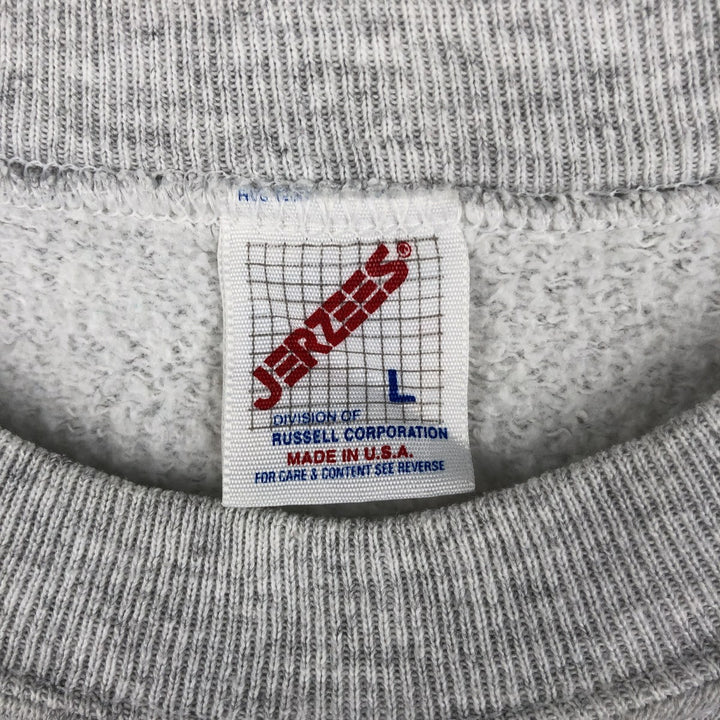 JERZEES®
L
DIVISION OF
RUSSELL CORPORATION
MADE IN U.S.A.
FOR CARE & CONTENT SEE REVERSE